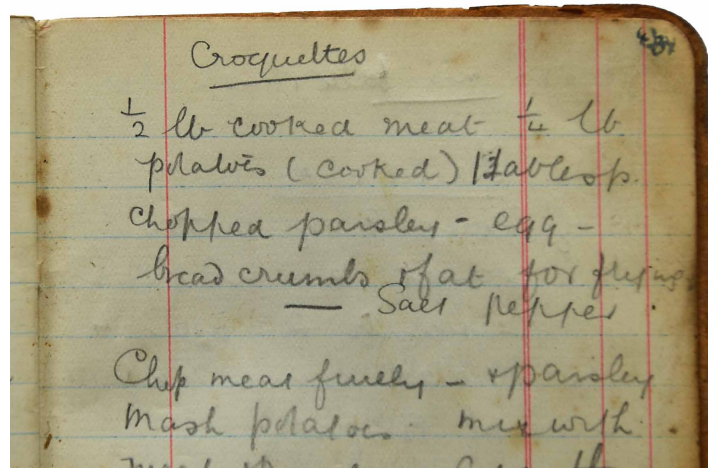 Croquettes
½ lb cooked meat ¼ lb
potatoes (cooked) 1 tablesp.
chopped parsley - egg -
bread crumbs & fat for frying
— Salt pepper .
Chop meat finely - & parsley
Mash potatoes. mix with